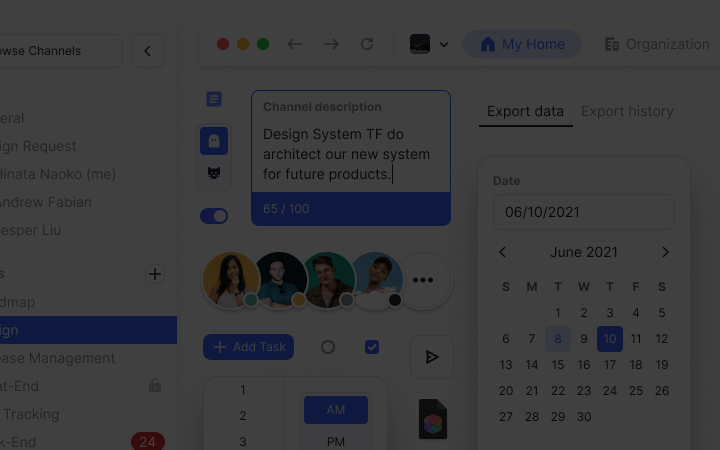 wse Channels
My Home
Organization
eral
ign Request
Hinata Naoko (me)
Andrew Fabian
esper Liu
s
dmap
ign
ease Management
nt-End
Tracking
k-End
24
Channel description
Design System TF do
architect our new system
for future products.
65 / 100
Add Task
1
2
3
AM
PM
Export data
Export history
Date
06/10/2021
June 2021
S M T W T F S
1 2 3 4 5
6 7 8 9 10 11 12
13 14 15 16 17 18 19
20 21 22 23 24 25 26
27 28 29 30